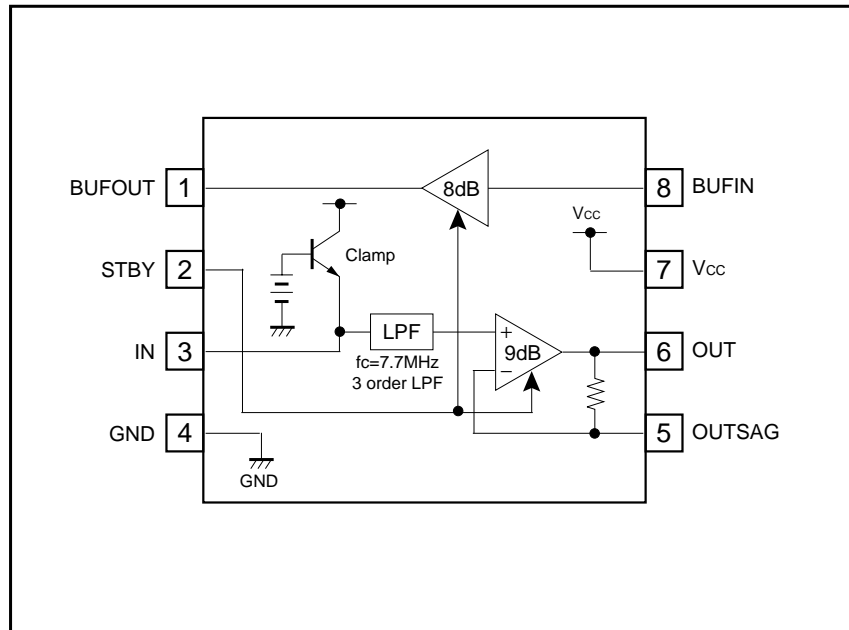 BUFOUT 1 8dB 8 BUFIN
Vcc
STBY 2 Clamp 7 Vcc
IN 3 LPF + 9dB − 6 OUT
fc=7.7MHz
3 order LPF
GND 4 5 OUTSAG
GND